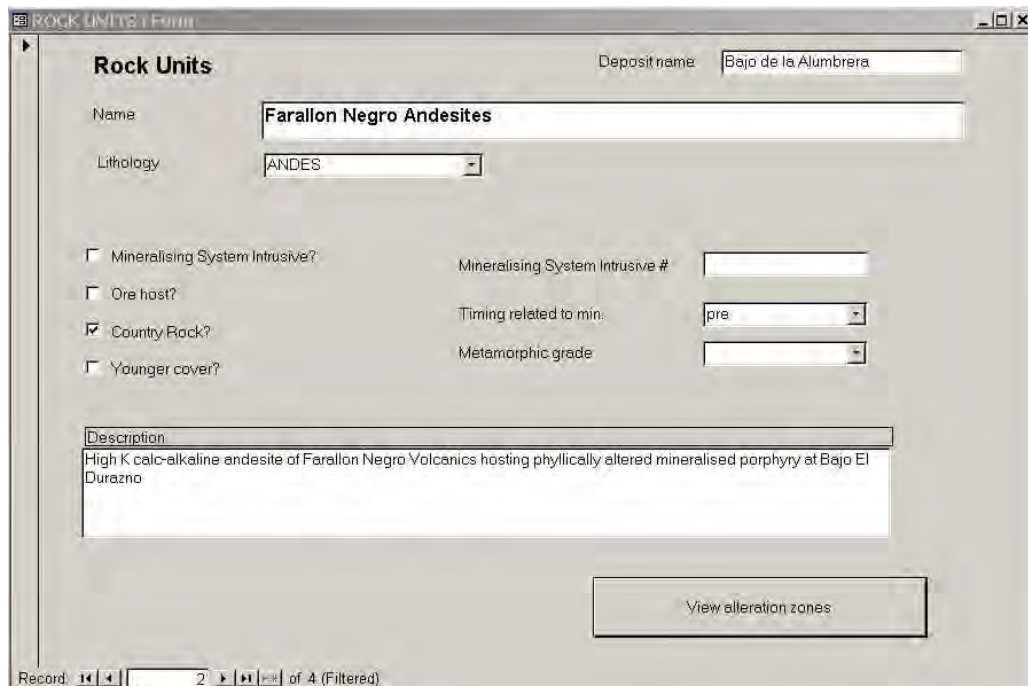 ROCK UNITS : Form
Rock Units
Deposit name Bajo de la Alumbrera
Name Farallon Negro Andesites
Lithology ANDES
Mineralising System Intrusive?
Mineralising System Intrusive #
Ore host?
Timing related to min. pre
Country Rock?
Metamorphic grade
Younger cover?
Description
High K calc-alkaline andesite of Farallon Negro Volcanics hosting phyllically altered mineralised porphyry at Bajo El
Durazno
View alteration zones
Record: 2 of 4 (Filtered)